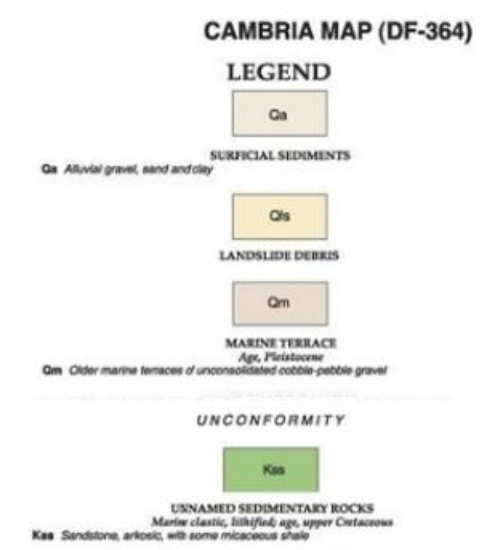 CAMBRIA MAP (DF-364)
LEGEND
Qa
SURFICIAL SEDIMENTS
Qa Alluvial gravel, sand and clay
Qls
LANDSLIDE DEBRIS
Qm
MARINE TERRACE
Age, Pleistocene
Qm Older marine terraces of unconsolidated cobble-pebble gravel
UNCONFORMITY
Kss
UNNAMED SEDIMENTARY ROCKS
Marine clastic, lithified; age, upper Cretaceous
Kss Sandstone, arkosic, with some micaceous shale